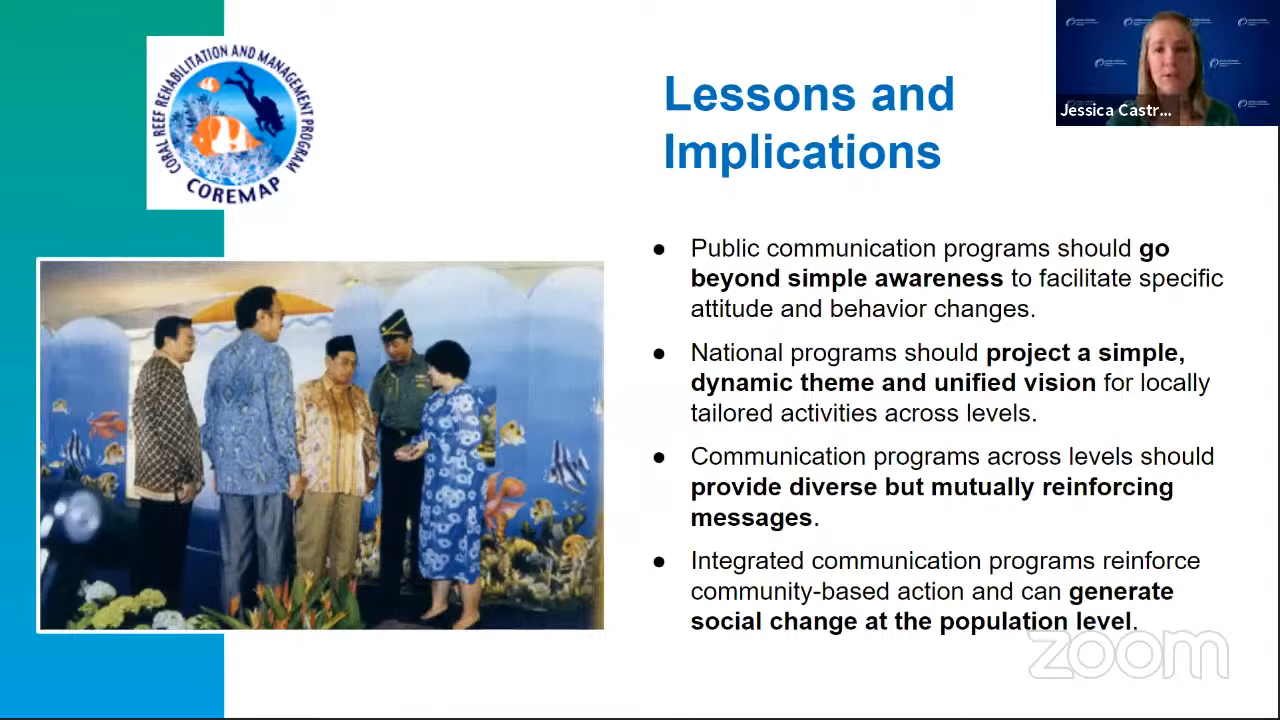 CORAL REEF REHABILITATION AND MANAGEMENT PROGRAM
COREMAP
Lessons and
Implications
Jessica Castr...
● Public communication programs should go
beyond simple awareness to facilitate specific
attitude and behavior changes.
● National programs should project a simple,
dynamic theme and unified vision for locally
tailored activities across levels.
● Communication programs across levels should
provide diverse but mutually reinforcing
messages.
● Integrated communication programs reinforce
community-based action and can generate
social change at the population level.
zoom